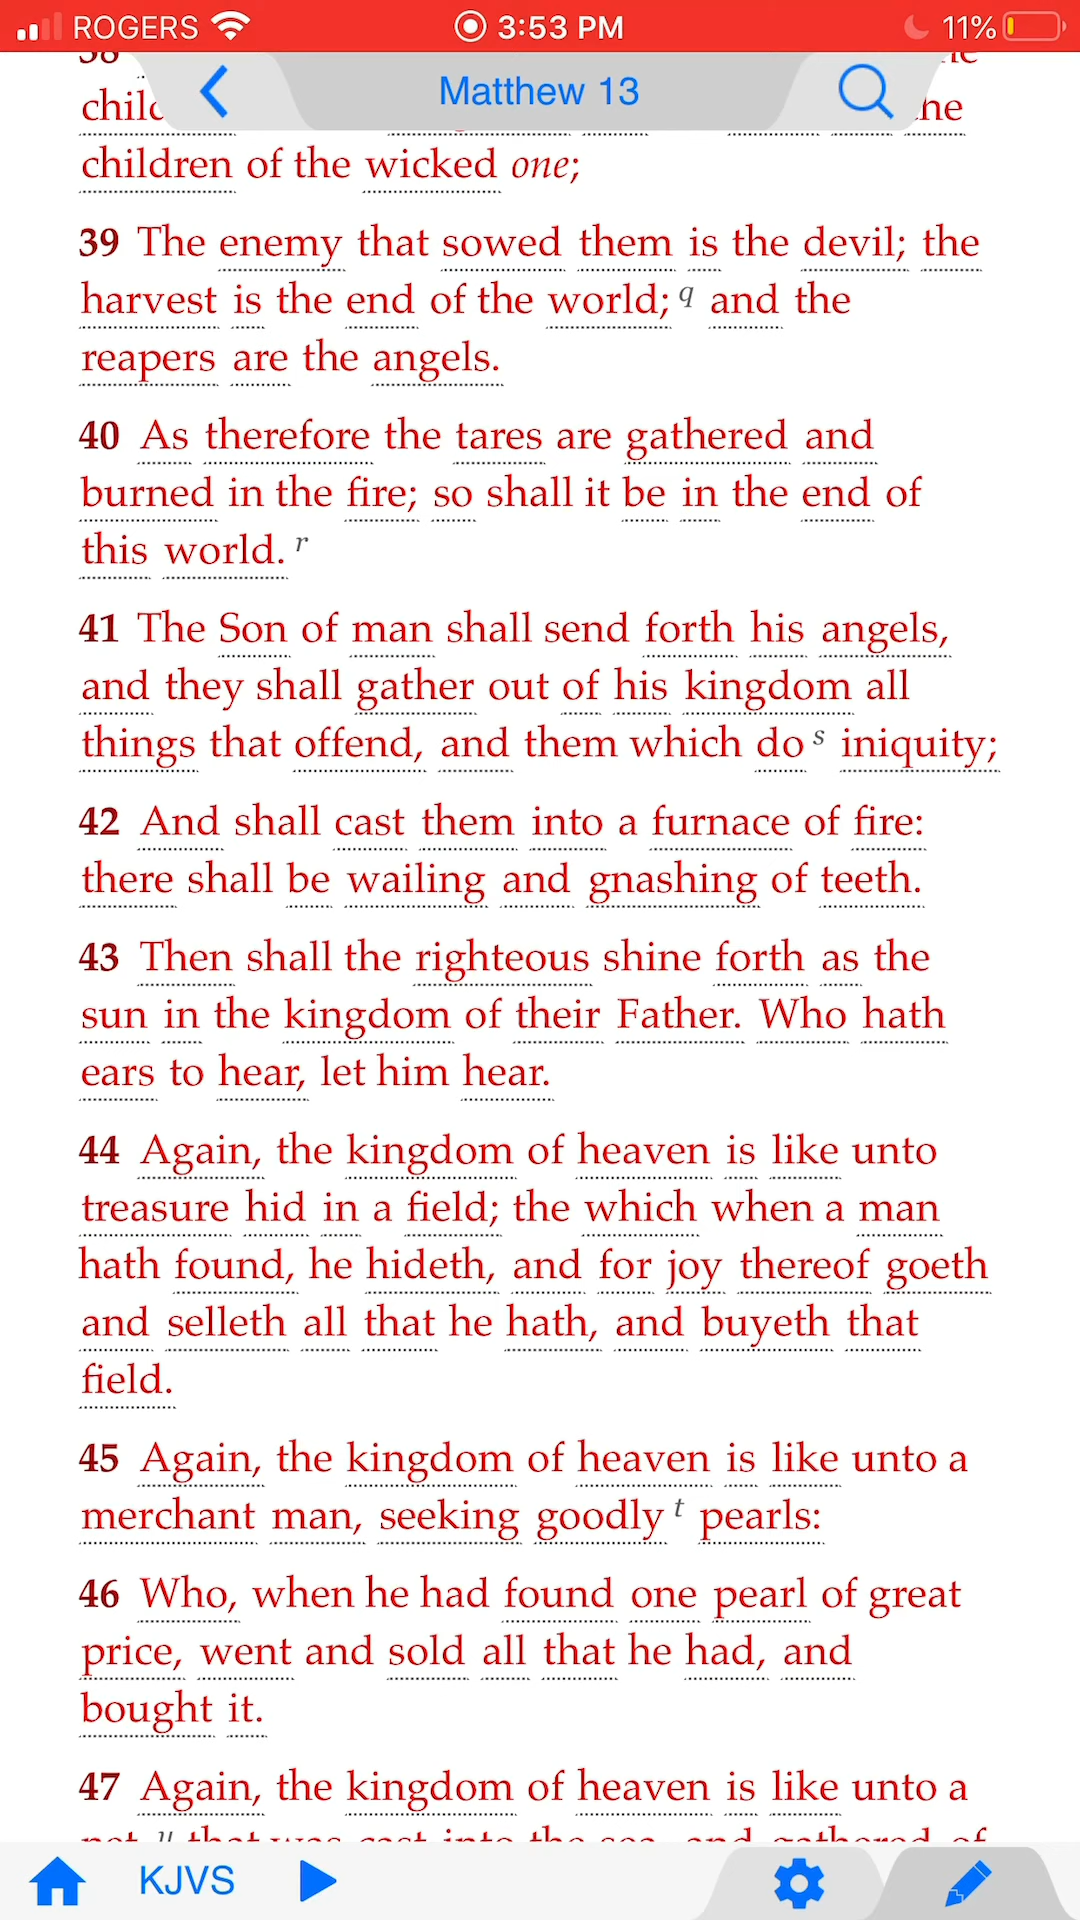 ROGERS 3:53 PM 11%
Matthew 13
children of the wicked one;
39 The enemy that sowed them is the devil; the
harvest is the end of the world; q and the
reapers are the angels.
40 As therefore the tares are gathered and
burned in the fire; so shall it be in the end of
this world. r
41 The Son of man shall send forth his angels,
and they shall gather out of his kingdom all
things that offend, and them which do s iniquity;
42 And shall cast them into a furnace of fire:
there shall be wailing and gnashing of teeth.
43 Then shall the righteous shine forth as the
sun in the kingdom of their Father. Who hath
ears to hear, let him hear.
44 Again, the kingdom of heaven is like unto
treasure hid in a field; the which when a man
hath found, he hideth, and for joy thereof goeth
and selleth all that he hath, and buyeth that
field.
45 Again, the kingdom of heaven is like unto a
merchant man, seeking goodly t pearls:
46 Who, when he had found one pearl of great
price, went and sold all that he had, and
bought it.
47 Again, the kingdom of heaven is like unto a
net, u that was cast into the sea, and gathered of
KJVS